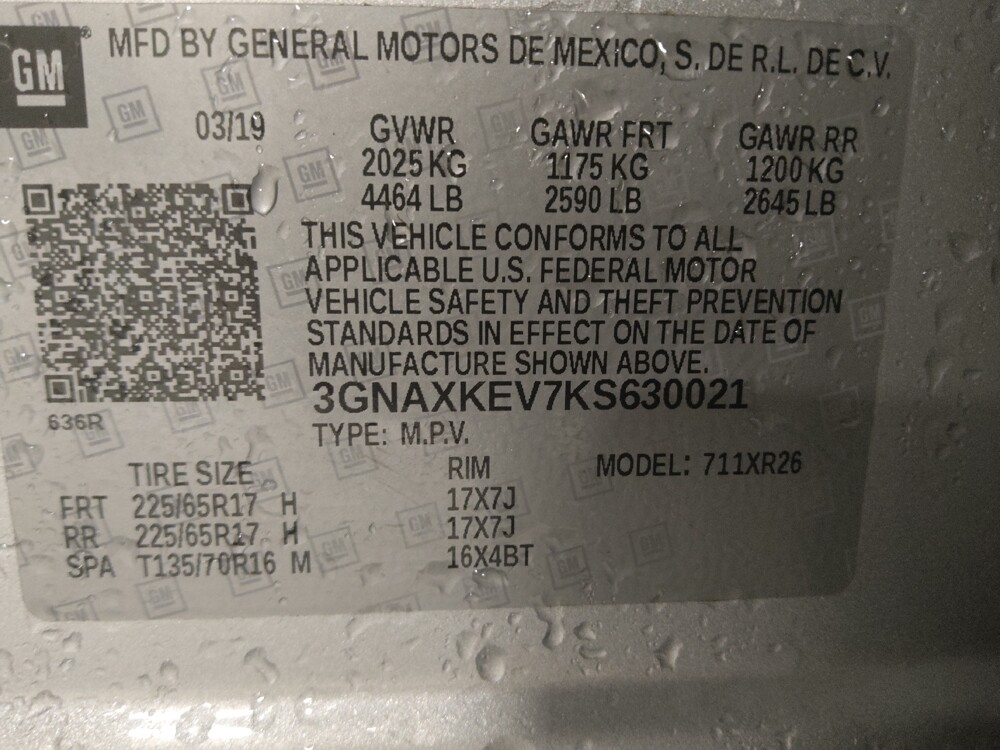 GM® MFD BY GENERAL MOTORS DE MEXICO, S. DE R.L. DE C.V.
03/19 GVWR GAWR FRT GAWR RR
2025 KG 1175 KG 1200 KG
4464 LB 2590 LB 2645 LB
THIS VEHICLE CONFORMS TO ALL
APPLICABLE U.S. FEDERAL MOTOR
VEHICLE SAFETY AND THEFT PREVENTION
STANDARDS IN EFFECT ON THE DATE OF
MANUFACTURE SHOWN ABOVE.
3GNAXKEV7KS630021
636R
TYPE: M.P.V.
TIRE SIZE RIM MODEL: 711XR26
FRT 225/65R17 H 17X7J
RR 225/65R17 H 17X7J
SPA T135/70R16 M 16X4BT